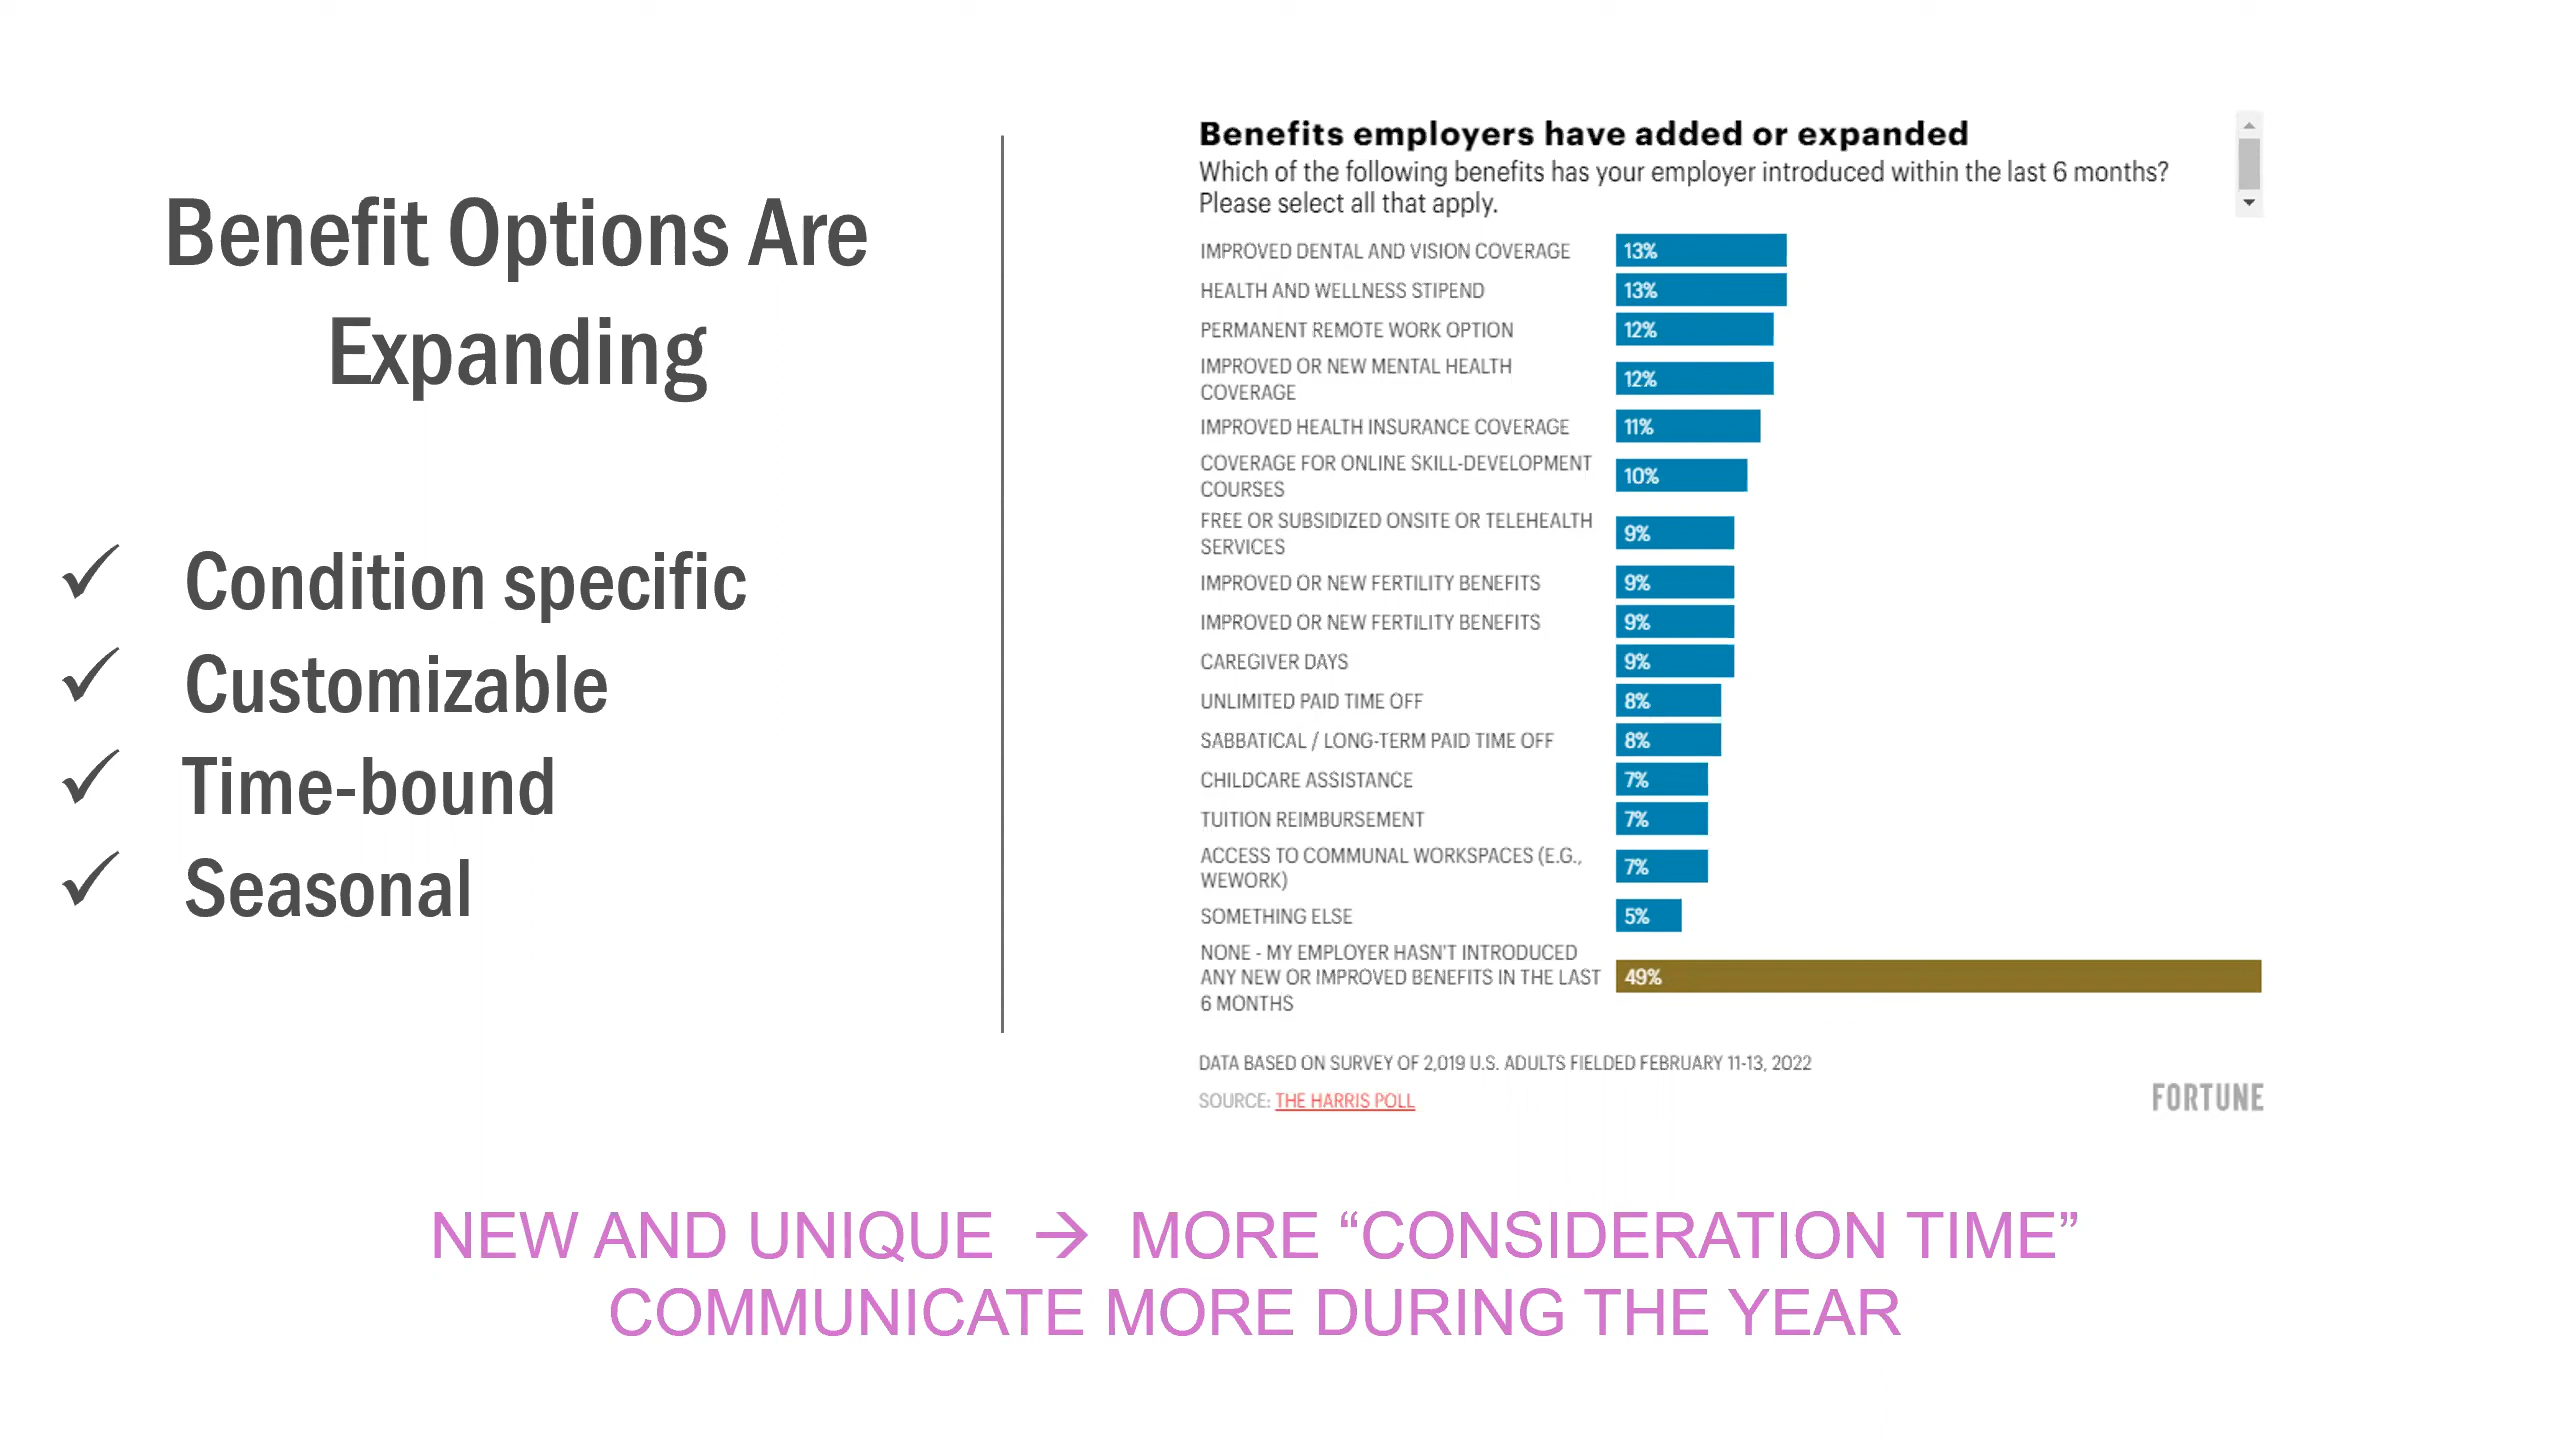 Benefit Options Are
Expanding
✓ Condition specific
✓ Customizable
✓ Time-bound
✓ Seasonal
Benefits employers have added or expanded
Which of the following benefits has your employer introduced within the last 6 months?
Please select all that apply.
IMPROVED DENTAL AND VISION COVERAGE 13%
HEALTH AND WELLNESS STIPEND 13%
PERMANENT REMOTE WORK OPTION 12%
IMPROVED OR NEW MENTAL HEALTH
COVERAGE 12%
IMPROVED HEALTH INSURANCE COVERAGE 11%
COVERAGE FOR ONLINE SKILL-DEVELOPMENT
COURSES 10%
FREE OR SUBSIDIZED ONSITE OR TELEHEALTH
SERVICES 9%
IMPROVED OR NEW FERTILITY BENEFITS 9%
IMPROVED OR NEW FERTILITY BENEFITS 9%
CAREGIVER DAYS 9%
UNLIMITED PAID TIME OFF 8%
SABBATICAL / LONG-TERM PAID TIME OFF 8%
CHILDCARE ASSISTANCE 7%
TUITION REIMBURSEMENT 7%
ACCESS TO COMMUNAL WORKSPACES (E.G.,
WEWORK) 7%
SOMETHING ELSE 5%
NONE - MY EMPLOYER HASN'T INTRODUCED
ANY NEW OR IMPROVED BENEFITS IN THE LAST 49%
6 MONTHS
DATA BASED ON SURVEY OF 2,019 U.S. ADULTS FIELDED FEBRUARY 11-13, 2022
SOURCE: THE HARRIS POLL
FORTUNE
NEW AND UNIQUE → MORE “CONSIDERATION TIME”
COMMUNICATE MORE DURING THE YEAR